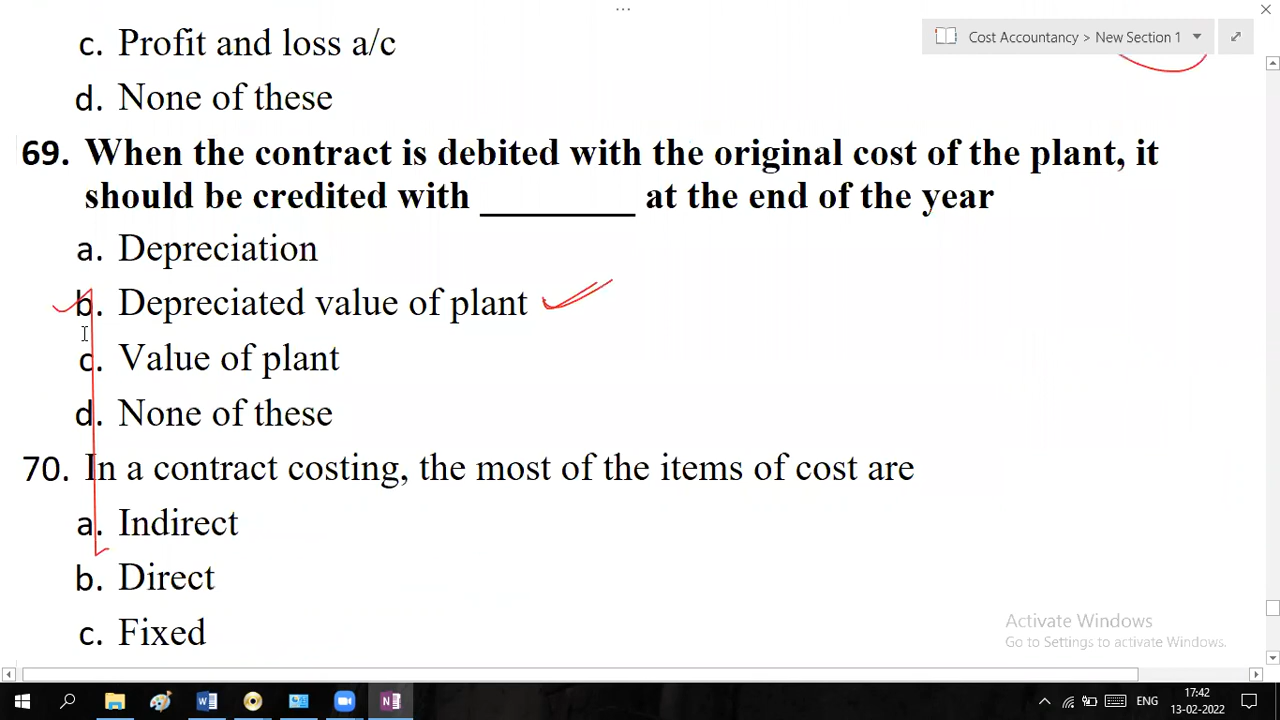 ...
c. Profit and loss a/c
Cost Accountancy > New Section 1
d. None of these
69. When the contract is debited with the original cost of the plant, it
should be credited with ________ at the end of the year
a. Depreciation
b. Depreciated value of plant
c. Value of plant
d. None of these
70. In a contract costing, the most of the items of cost are
a. Indirect
b. Direct
c. Fixed
Activate Windows
Go to Settings to activate Windows.
ENG
17:42
13-02-2022